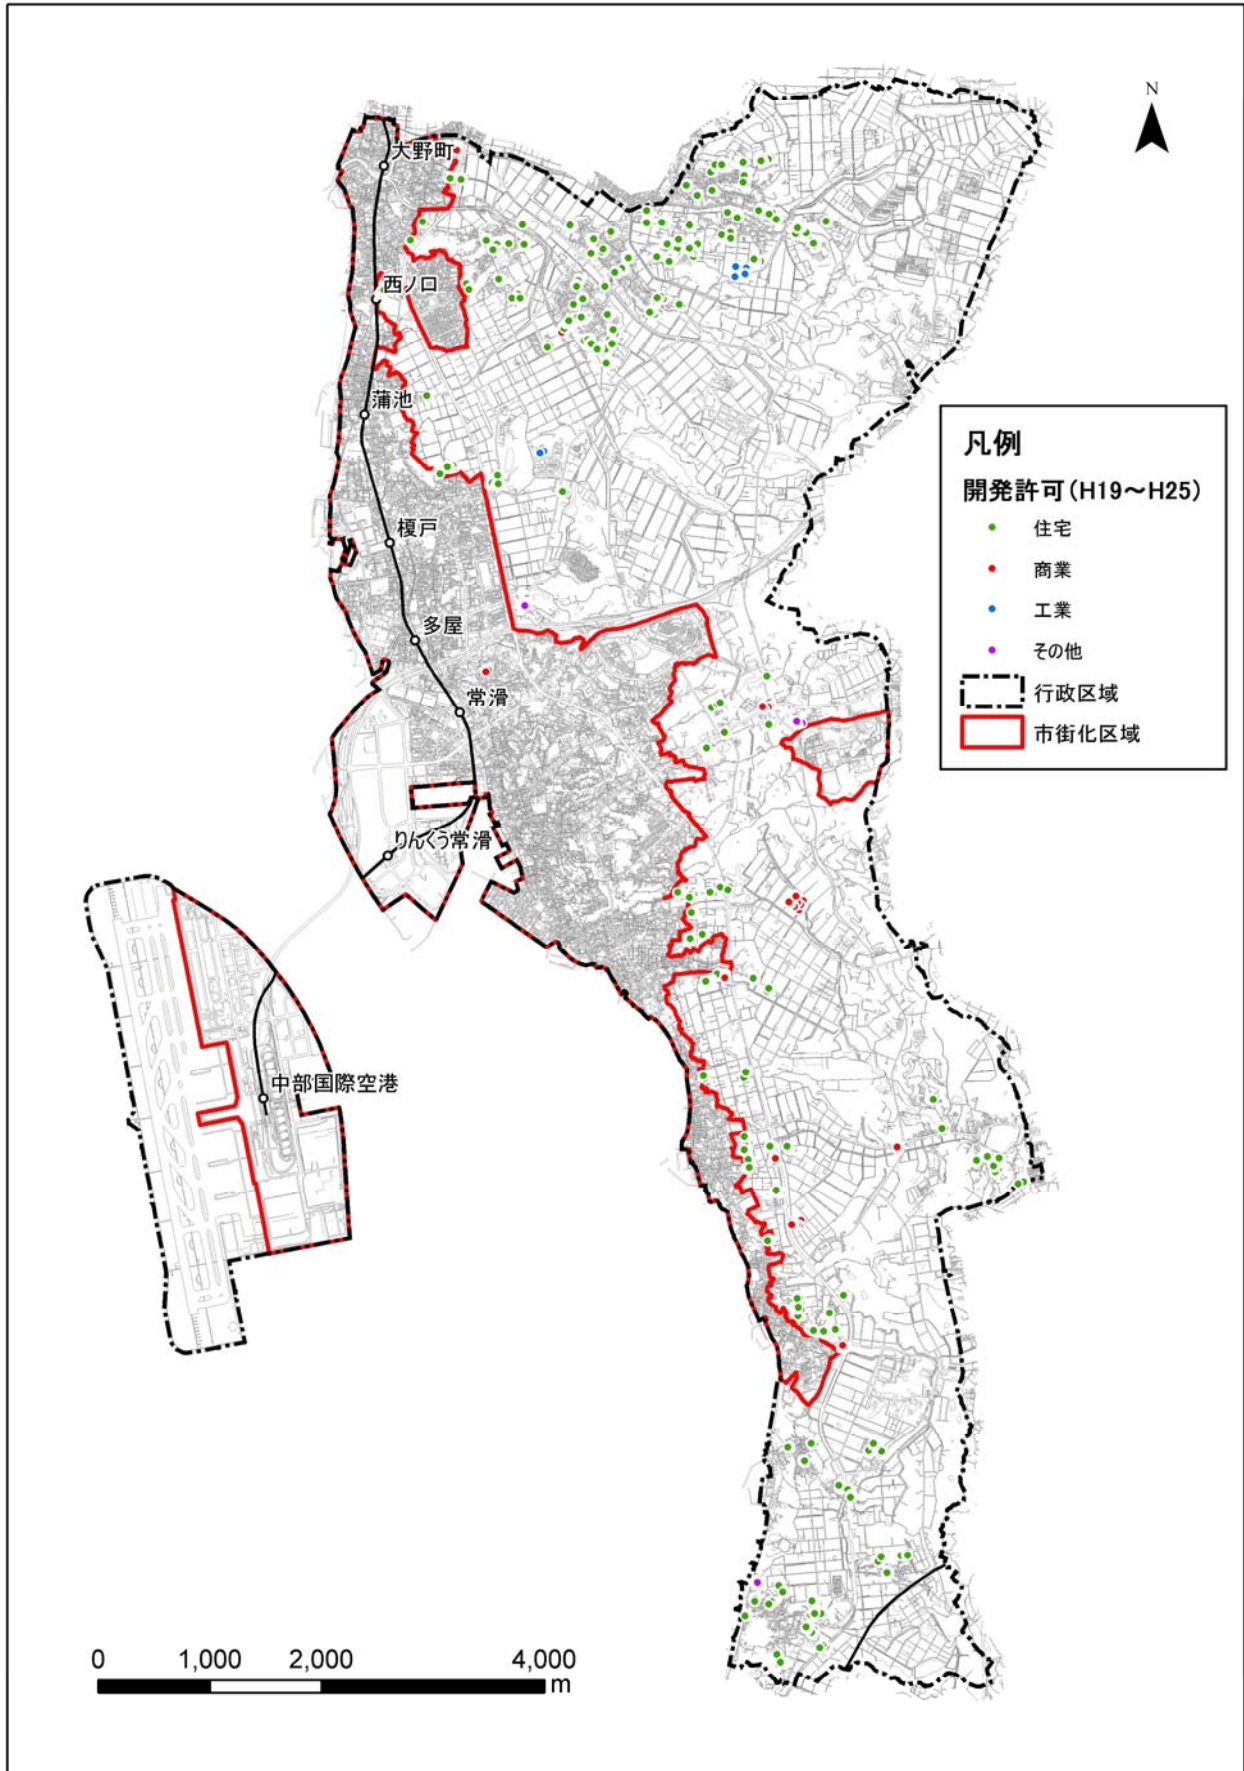 N
大野町
西ノ口
蒲池
榎戸
多屋
常滑
りんくう常滑
中部国際空港
凡例
開発許可(H19～H25)
住宅
商業
工業
その他
行政区域
市街化区域
0 1,000 2,000 4,000
m